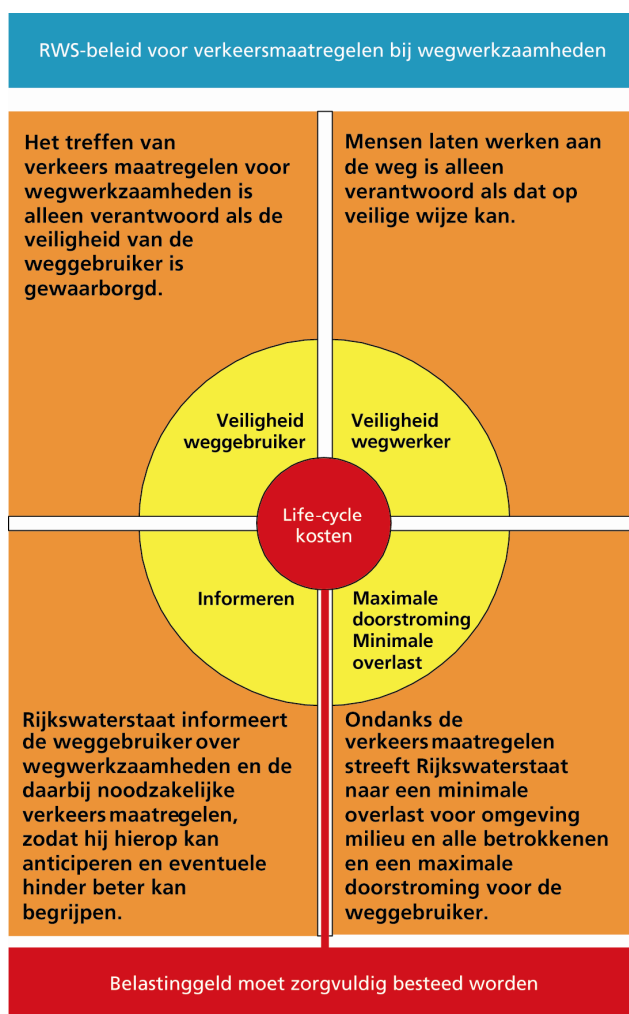 RWS-beleid voor verkeersmaatregelen bij wegwerkzaamheden
Het treffen van
verkeers maatregelen voor
wegwerkzaamheden is
alleen verantwoord als de
veiligheid van de
weggebruiker is
gewaarborgd.
Mensen laten werken aan
de weg is alleen
verantwoord als dat op
veilige wijze kan.
Veiligheid
weggebruiker
Veiligheid
wegwerker
Life-cycle
kosten
Informeren
Maximale
doorstroming
Minimale
overlast
Rijkswaterstaat informeert
de weggebruiker over
wegwerkzaamheden en de
daarbij noodzakelijke
verkeersmaatregelen,
zodat hij hierop kan
anticiperen en eventuele
hinder beter kan
begrijpen.
Ondanks de
verkeersmaatregelen
streeft Rijkswaterstaat
naar een minimale
overlast voor omgeving
milieu en alle betrokkenen
en een maximale
doorstroming voor de
weggebruiker.
Belastinggeld moet zorgvuldig besteed worden